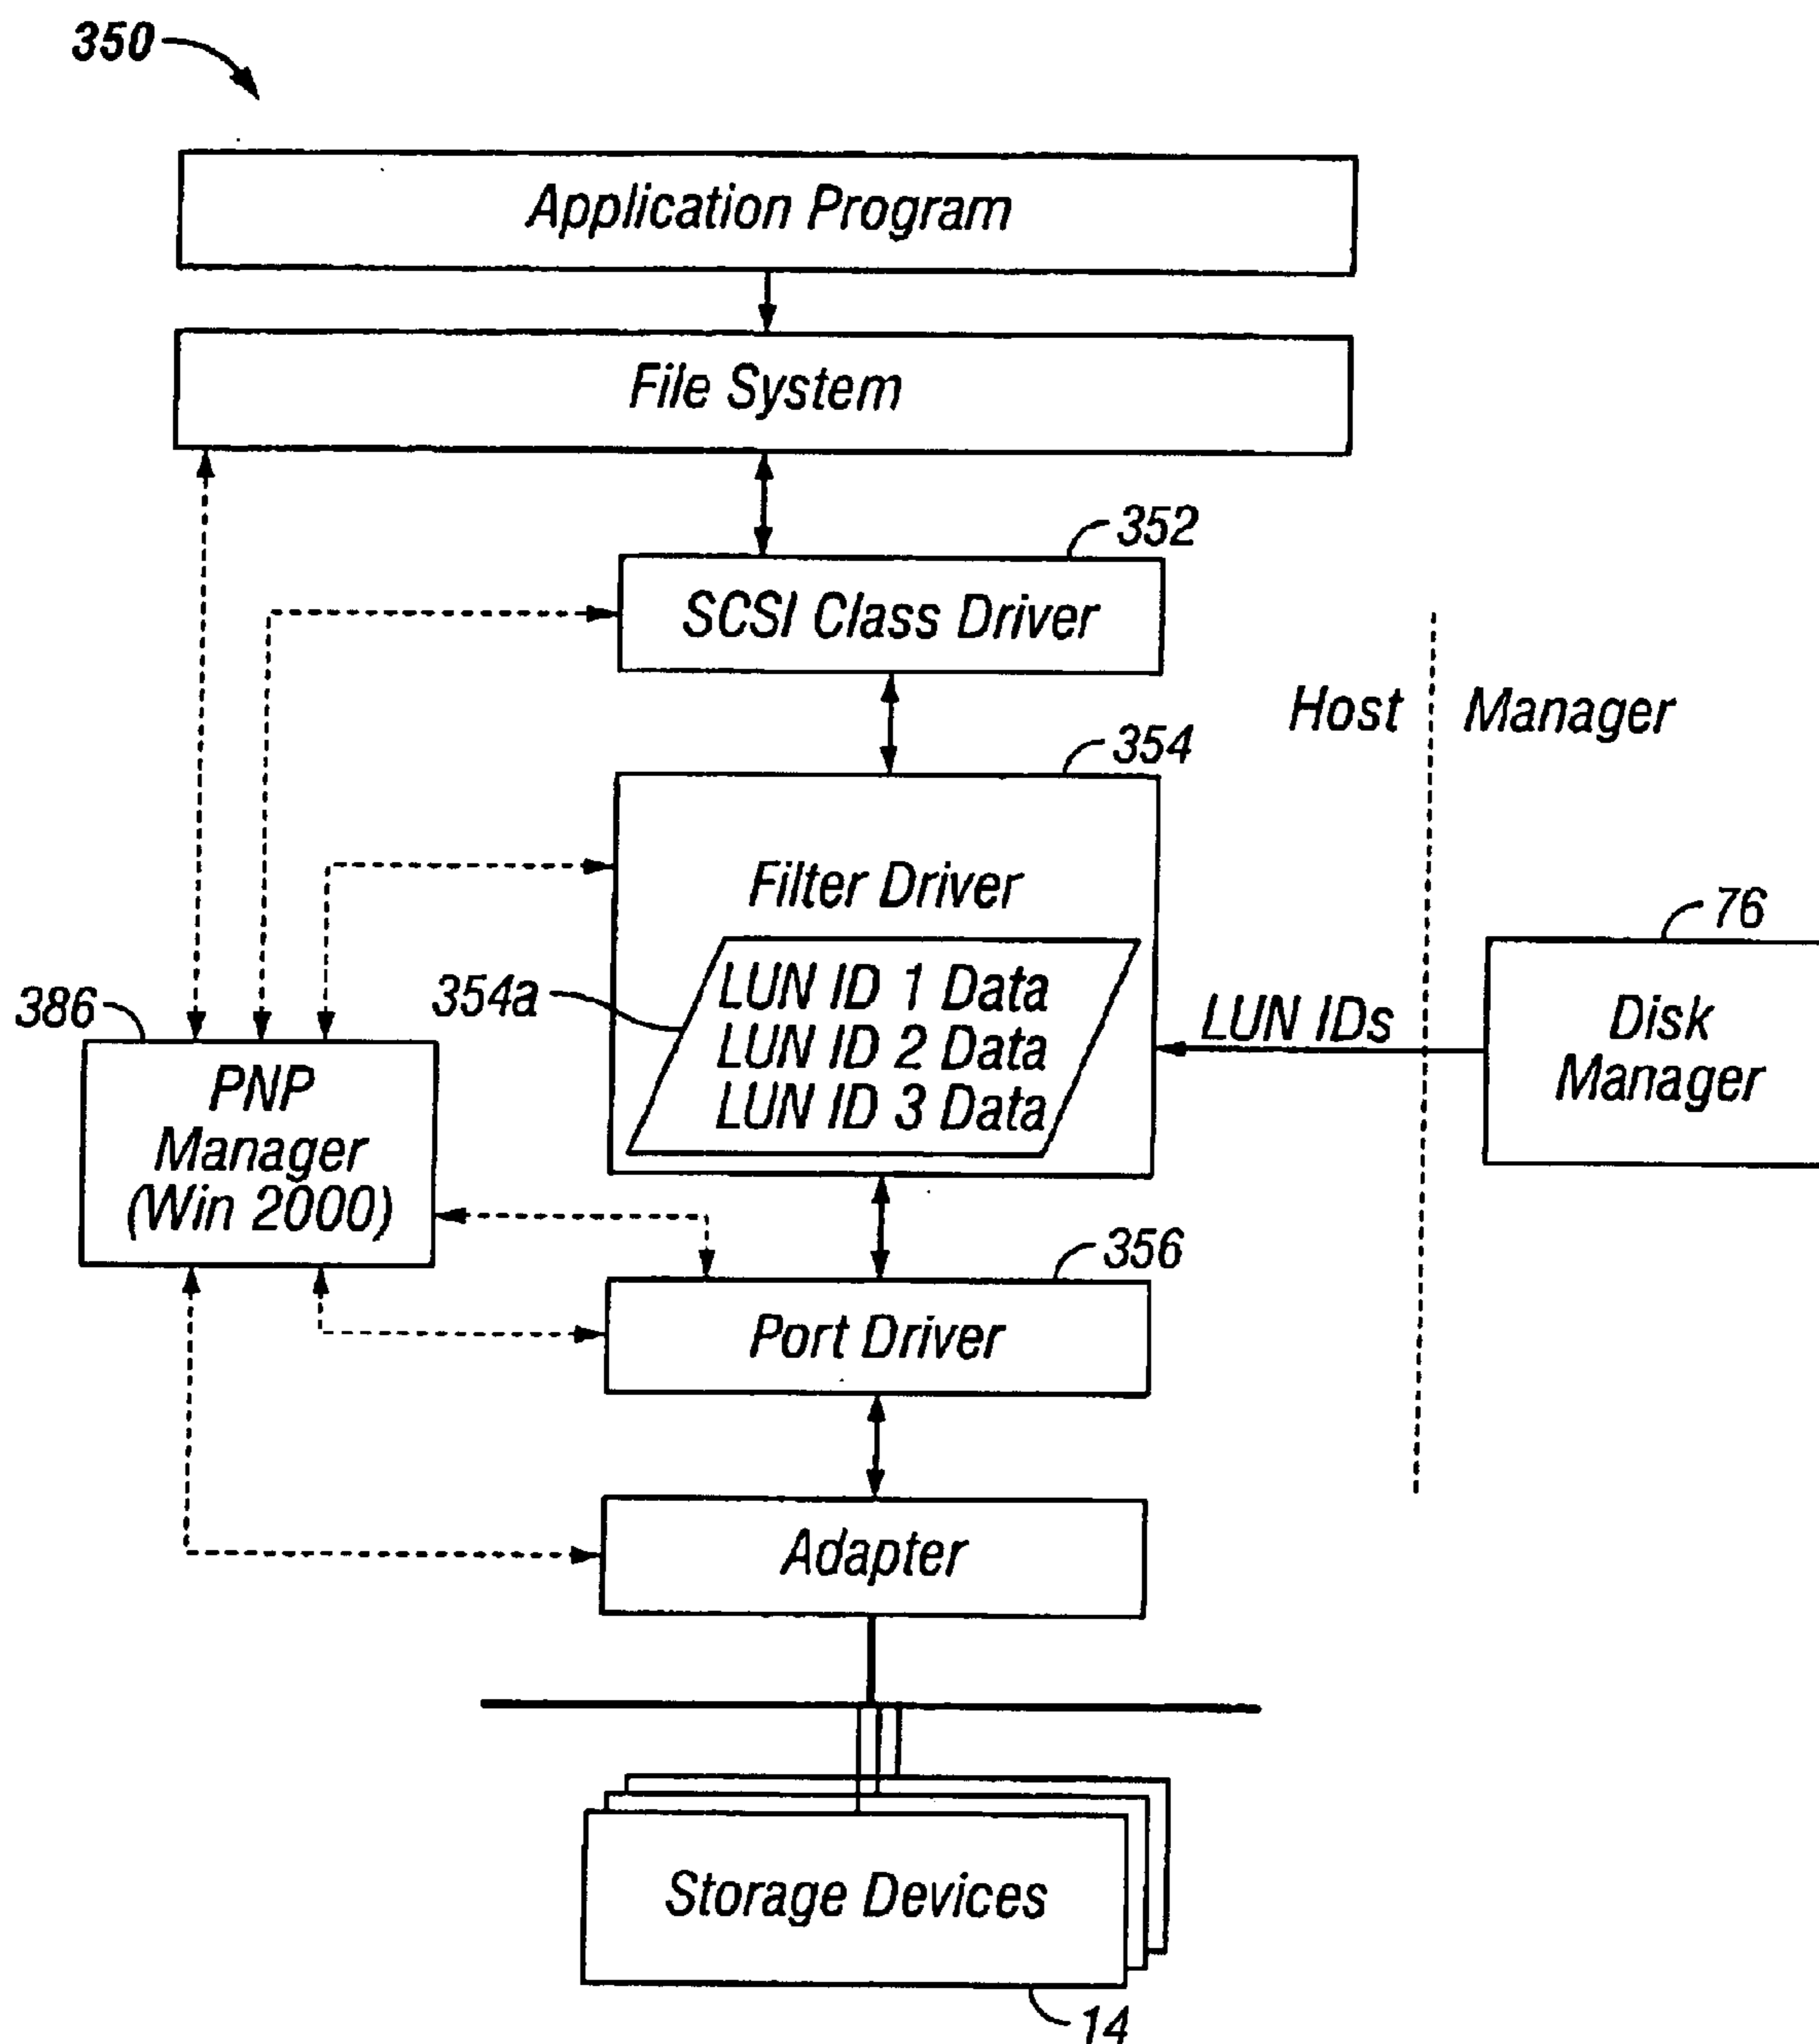 350
Application Program
File System
352
SCSI Class Driver
Host
Manager
354
Filter Driver
354a
LUN ID 1 Data
LUN ID 2 Data
LUN ID 3 Data
LUN IDs
76
Disk
Manager
386
PNP
Manager
(Win 2000)
356
Port Driver
Adapter
Storage Devices
14